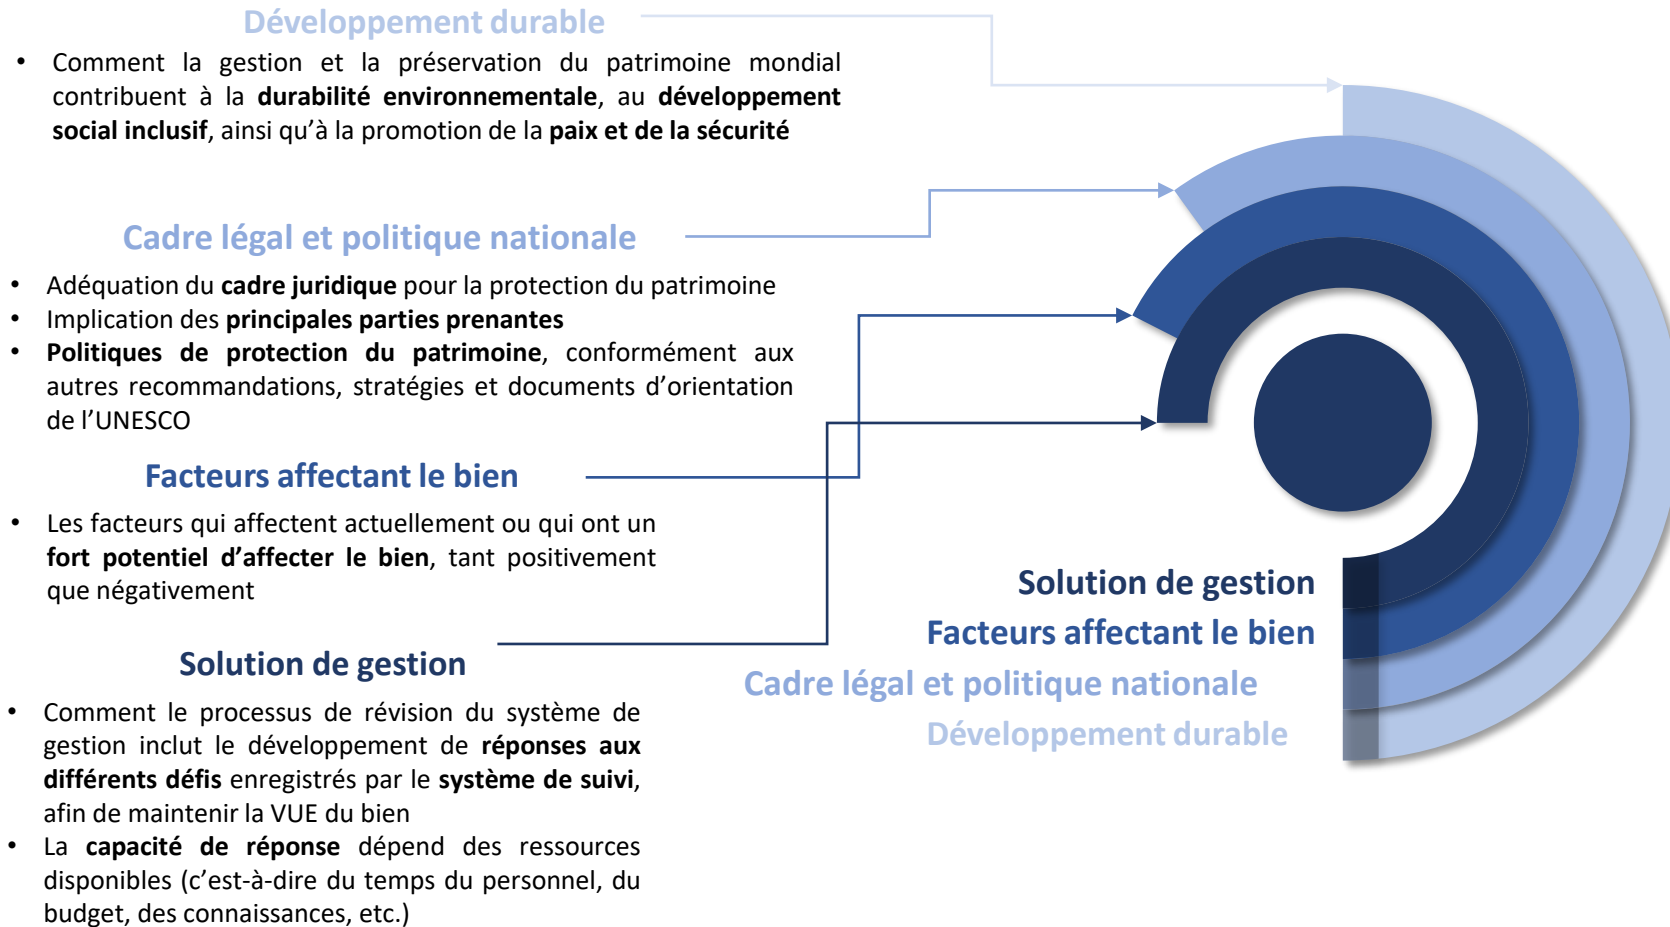 Développement durable
• Comment la gestion et la préservation du patrimoine mondial
contribuent à la durabilité environnementale, au développement
social inclusif, ainsi qu’à la promotion de la paix et de la sécurité
Cadre légal et politique nationale
• Adéquation du cadre juridique pour la protection du patrimoine
• Implication des principales parties prenantes
• Politiques de protection du patrimoine, conformément aux
autres recommandations, stratégies et documents d’orientation
de l’UNESCO
Facteurs affectant le bien
• Les facteurs qui affectent actuellement ou qui ont un
fort potentiel d’affecter le bien, tant positivement
que négativement
Solution de gestion
• Comment le processus de révision du système de
gestion inclut le développement de réponses aux
différents défis enregistrés par le système de suivi,
afin de maintenir la VUE du bien
• La capacité de réponse dépend des ressources
disponibles (c’est-à-dire du temps du personnel, du
budget, des connaissances, etc.)
Solution de gestion
Facteurs affectant le bien
Cadre légal et politique nationale
Développement durable